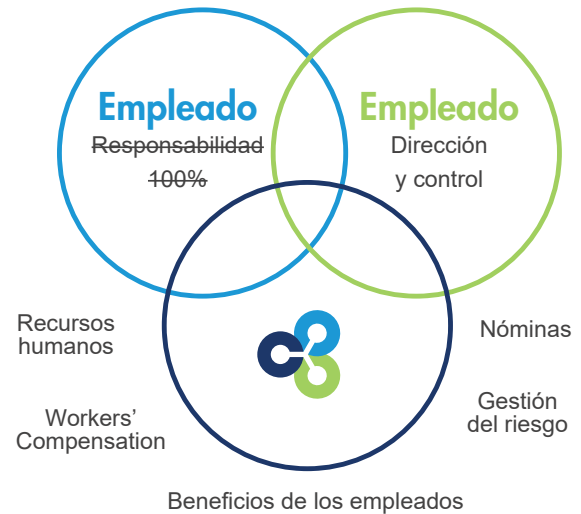 Empleado
Responsabilidad
100%
Empleado
Dirección
y control
Recursos
humanos
Nóminas
Workers’
Compensation
Gestión
del riesgo
Beneficios de los empleados